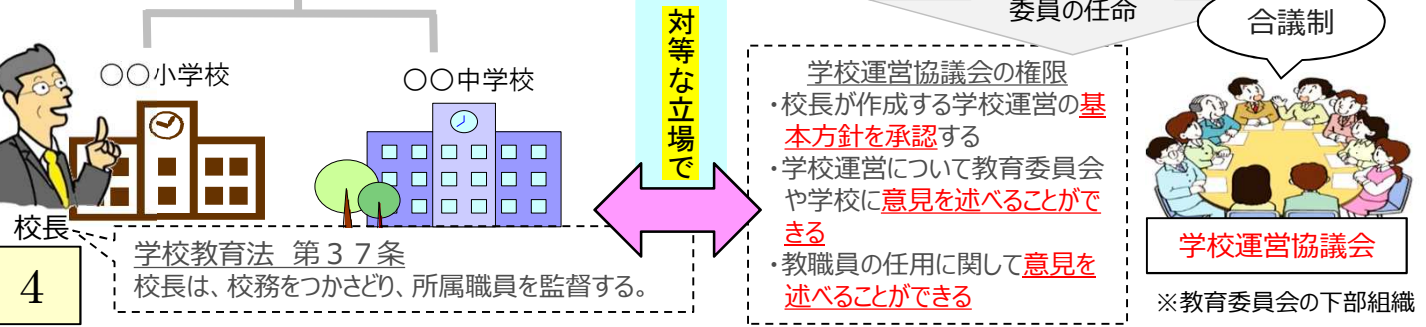 委員の任命
合議制
対等な立場で
〇〇小学校
〇〇中学校
校長
学校教育法　第３７条
校長は、校務をつかさどり、所属職員を監督する。
4
学校運営協議会の権限
・校長が作成する学校運営の基
本方針を承認する
・学校運営について教育委員会
や学校に意見を述べることがで
きる
・教職員の任用に関して意見を
述べることができる
学校運営協議会
※教育委員会の下部組織